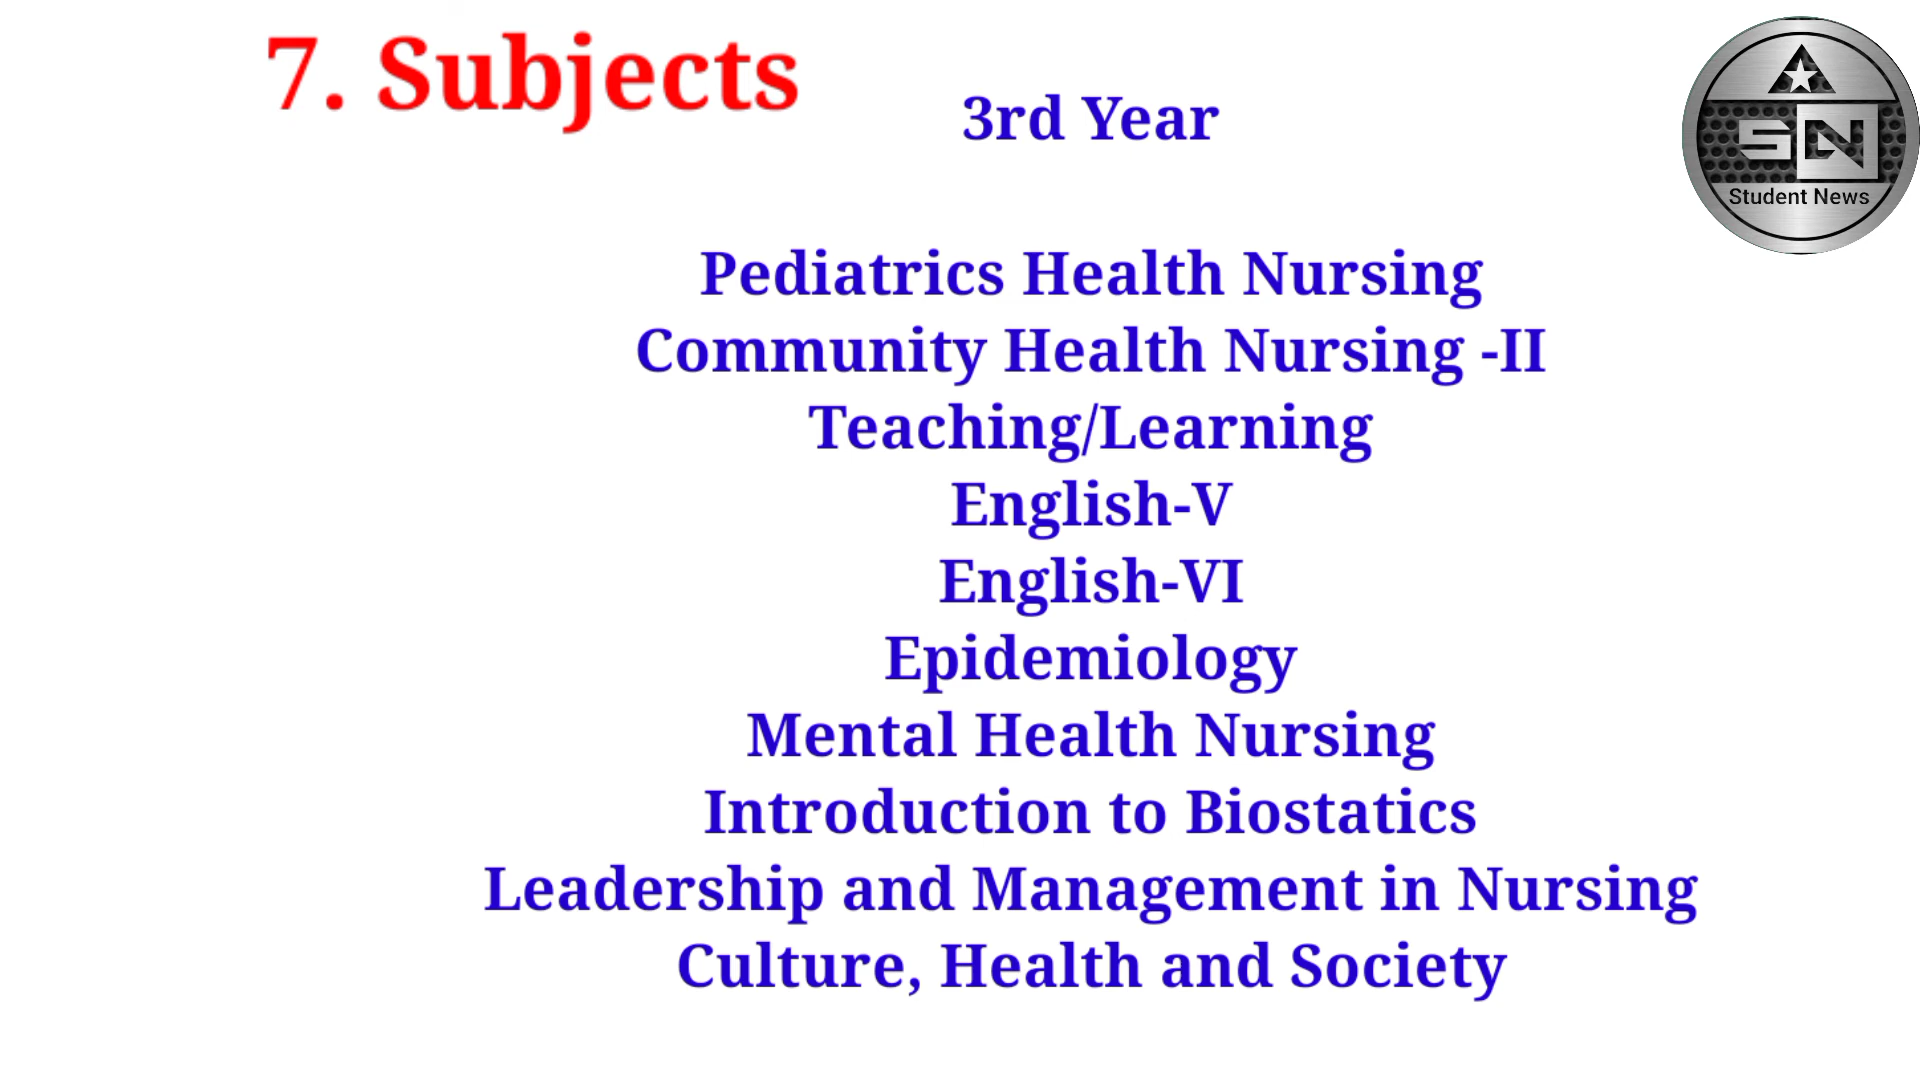 7. Subjects
3rd Year
SN
Student News
Pediatrics Health Nursing
Community Health Nursing -II
Teaching/Learning
English-V
English-VI
Epidemiology
Mental Health Nursing
Introduction to Biostatics
Leadership and Management in Nursing
Culture, Health and Society